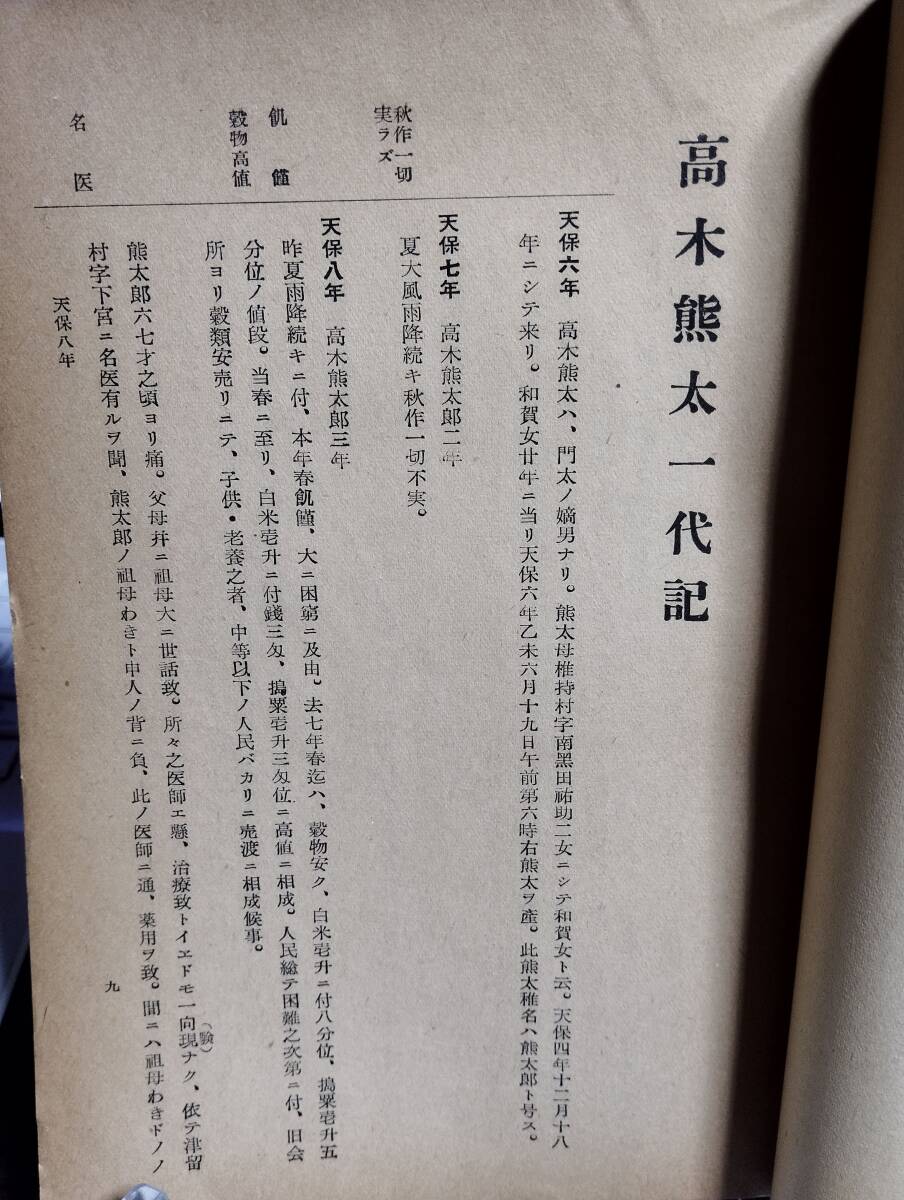 高木熊太一代記
天保六年　高木熊太ハ、門太ノ嫡男ナリ。熊太母椎持村字南黑田祐助二女ニシテ和賀女ト云。天保四年十二月十八
年ニシテ来リ。和賀女廿年ニ当リ天保六年乙未六月十九日午前第六時右熊太ヲ産。此熊太稚名ハ熊太郎ト号ス。
天保七年　高木熊太郎二年
秋作一切
実ラズ
夏大風雨降続キ秋作一切不実。
天保八年　高木熊太郎三年
飢饉
昨夏雨降続キニ付、本年春飢饉、大ニ困窮ニ及由。去七年春迄ハ、穀物安ク、白米壱升ニ付八分位、搗粟壱升五
穀物高値
分位ノ値段。当春ニ至リ、白米壱升ニ付銭三匁、搗粟壱升三匁位ニ高値ニ相成。人民総テ困難之次第ニ付、旧会
所ヨリ穀類安売リニテ、子供・老養之者、中等以下ノ人民バカリニ売渡ニ相成候事。
名医
熊太郎六七才之頃ヨリ痛。父母幷ニ祖母大ニ世話致。所々之医師エ懸、治療致トイエドモ一向現（験）ナク、依テ津留
村字下宮ニ名医有ルヲ聞、熊太郎ノ祖母わきト申人ノ背ニ負、此ノ医師ニ通、薬用ヲ致。間ニハ祖母わきドノノ
天保八年
九